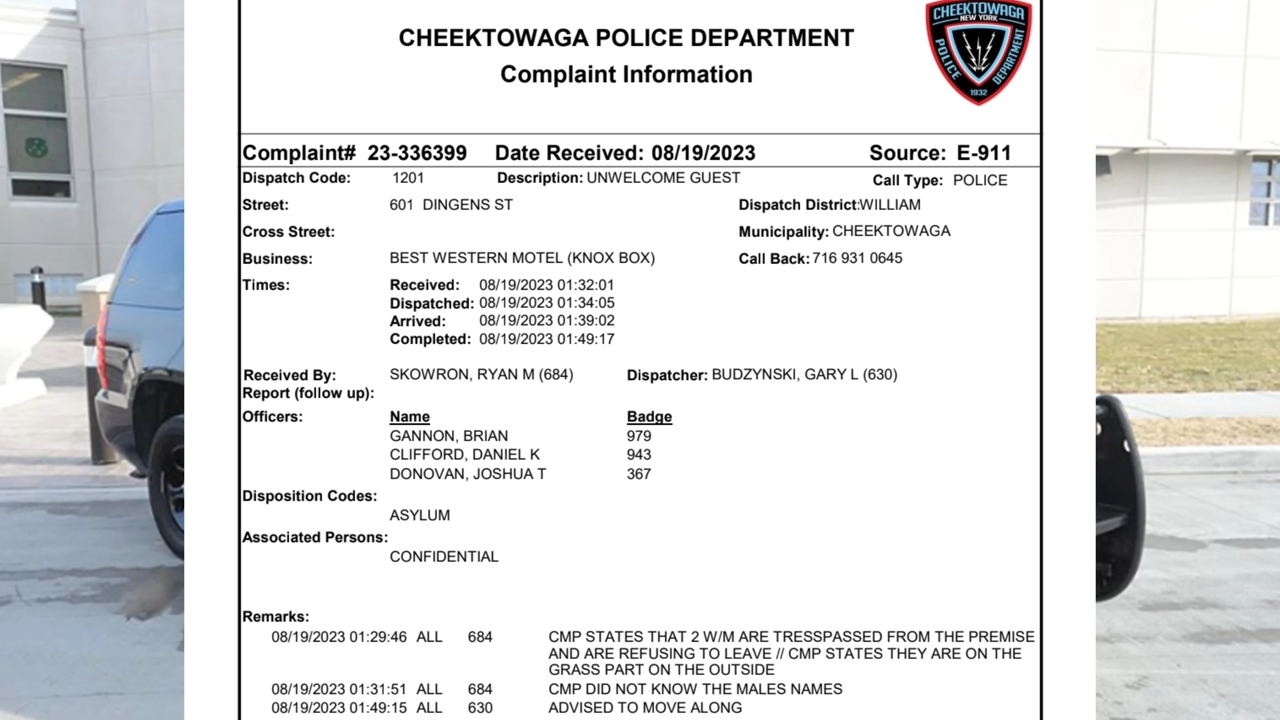 CHEEKTOWAGA POLICE DEPARTMENT
Complaint Information
CHEEKTOWAGA
NEW YORK
POLICE
DEPARTMENT
1932
Complaint# 23-336399 Date Received: 08/19/2023 Source: E-911
Dispatch Code: 1201 Description: UNWELCOME GUEST Call Type: POLICE
Street: 601 DINGENS ST Dispatch District:WILLIAM
Cross Street: Municipality: CHEEKTOWAGA
Business: BEST WESTERN MOTEL (KNOX BOX) Call Back: 716 931 0645
Times: Received: 08/19/2023 01:32:01
Dispatched: 08/19/2023 01:34:05
Arrived: 08/19/2023 01:39:02
Completed: 08/19/2023 01:49:17
Received By: SKOWRON, RYAN M (684) Dispatcher: BUDZYNSKI, GARY L (630)
Report (follow up):
Officers: Name Badge
GANNON, BRIAN 979
CLIFFORD, DANIEL K 943
DONOVAN, JOSHUA T 367
Disposition Codes:
ASYLUM
Associated Persons:
CONFIDENTIAL
Remarks:
08/19/2023 01:29:46 ALL 684 CMP STATES THAT 2 W/M ARE TRESSPASSED FROM THE PREMISE
AND ARE REFUSING TO LEAVE // CMP STATES THEY ARE ON THE
GRASS PART ON THE OUTSIDE
08/19/2023 01:31:51 ALL 684 CMP DID NOT KNOW THE MALES NAMES
08/19/2023 01:49:15 ALL 630 ADVISED TO MOVE ALONG